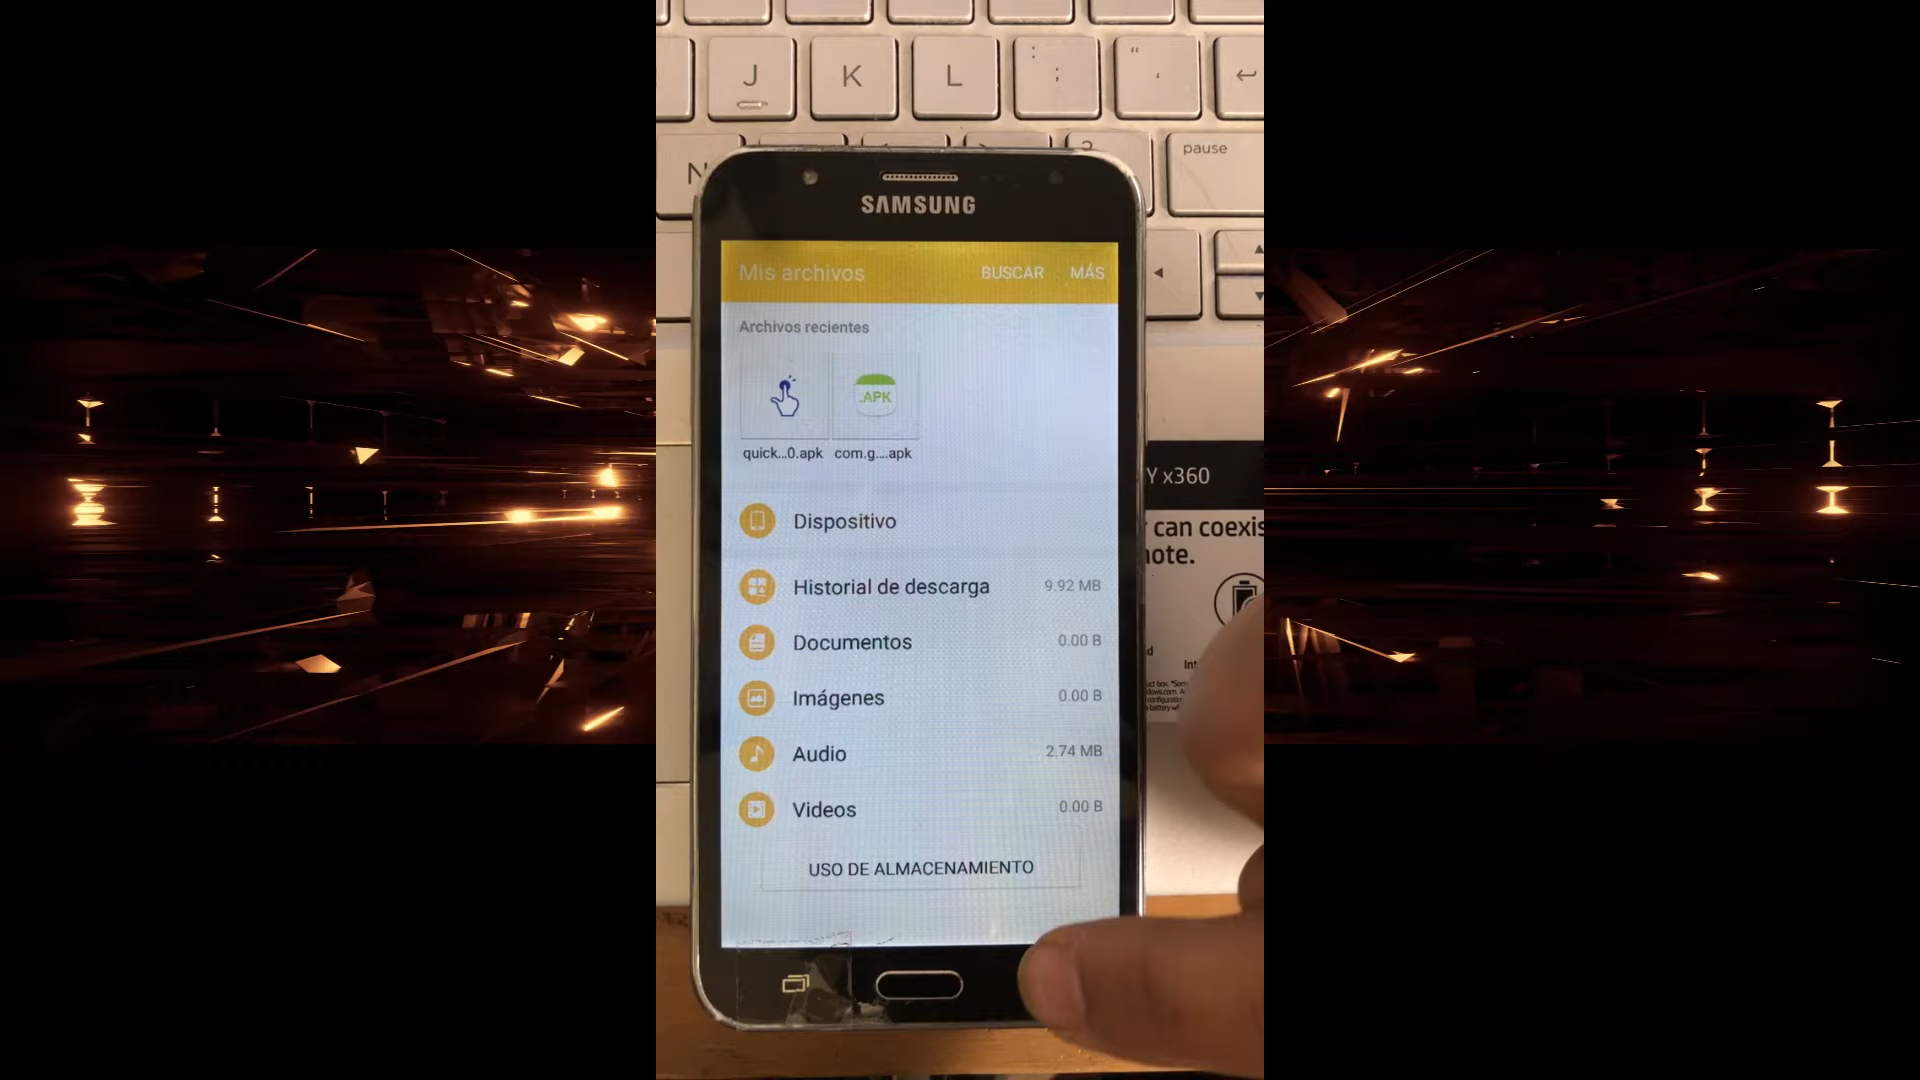 J
K
L
:
;
"
‘
N
?
pause
SAMSUNG
Mis archivos
BUSCAR
MÁS
Archivos recientes
.APK
quick...0.apk
com.g....apk
Y x360
can coexis
note.
Dispositivo
Historial de descarga
9.92 MB
Documentos
0.00 B
Imágenes
0.00 B
Audio
2.74 MB
Videos
0.00 B
USO DE ALMACENAMIENTO